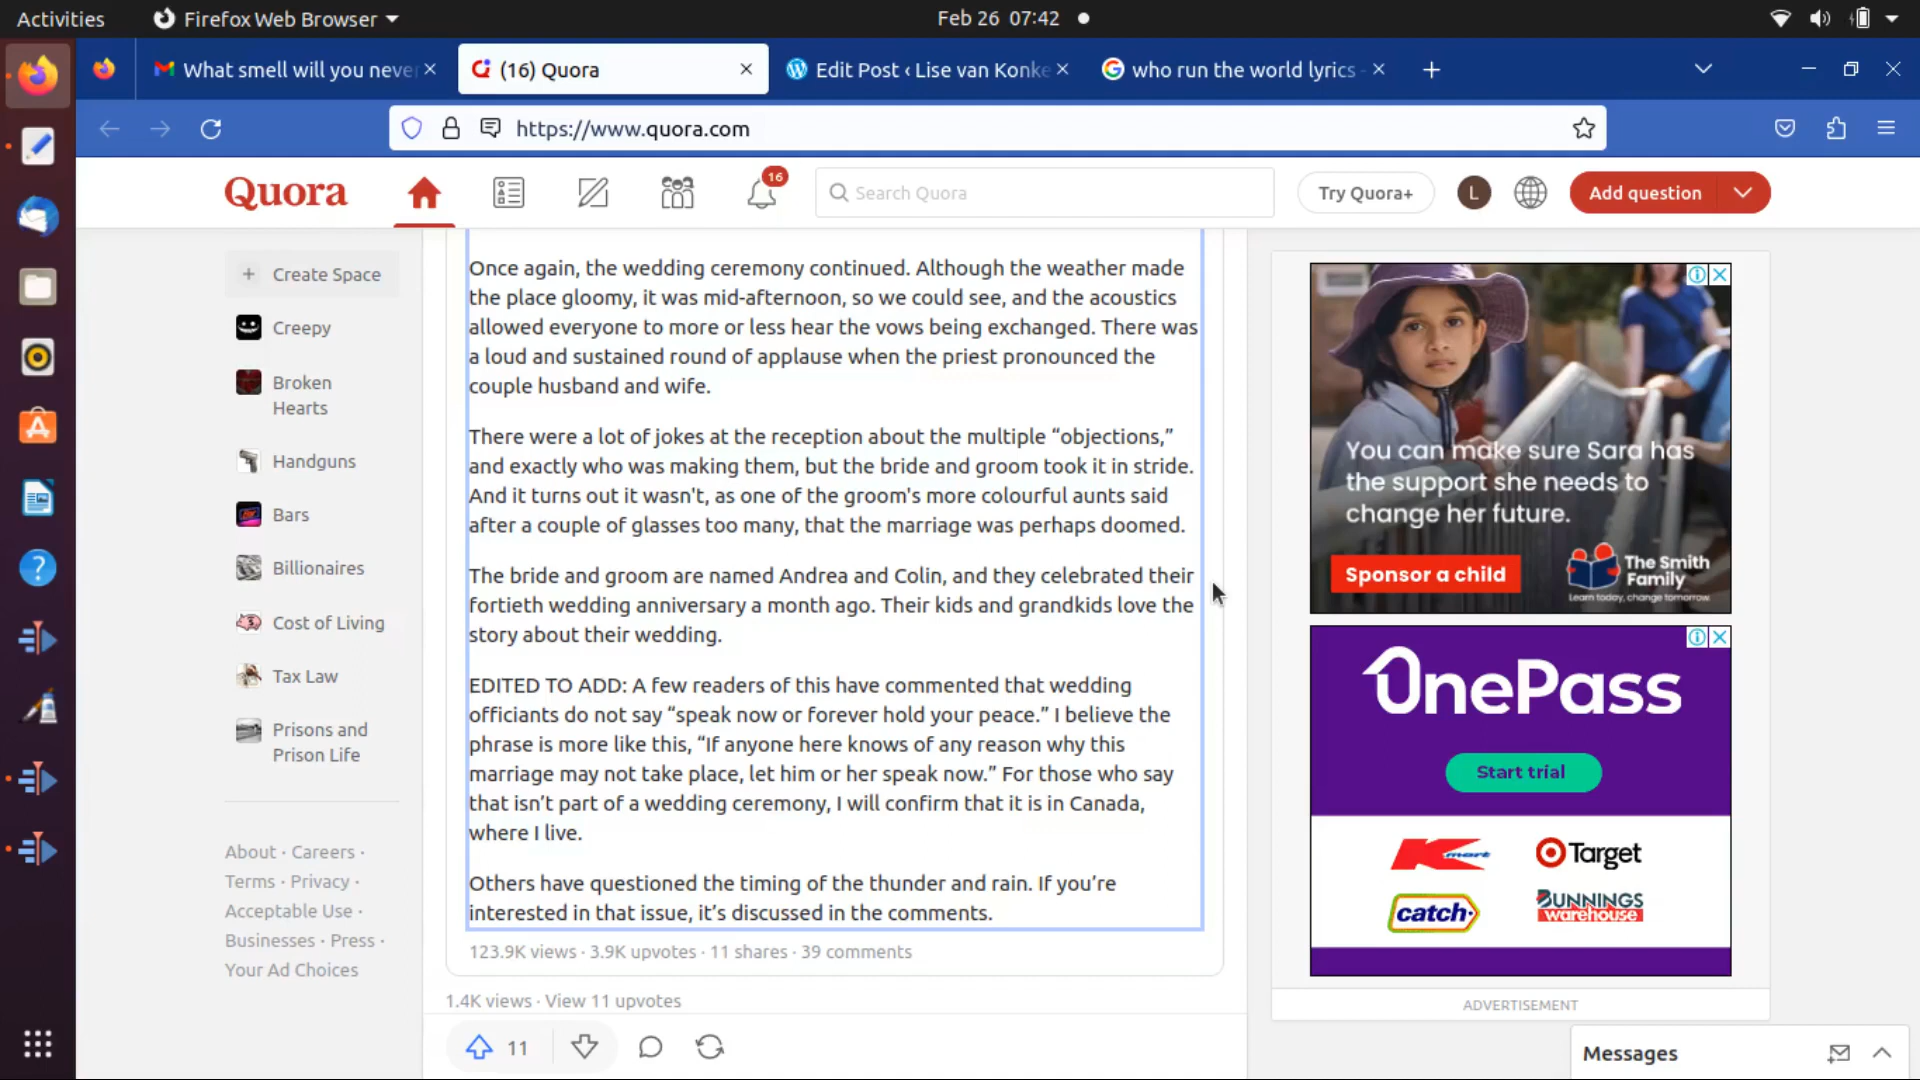 Activities
Firefox Web Browser
Feb 26 07:42
What smell will you neve
(16) Quora
Edit Post ‹ Lise van Konke
who run the world lyrics -
https://www.quora.com
Quora
16
Search Quora
Try Quora+
L
Add question
Create Space
Creepy
Broken
Hearts
Handguns
Bars
Billionaires
Cost of Living
Tax Law
Prisons and
Prison Life
About · Careers ·
Terms · Privacy ·
Acceptable Use ·
Businesses · Press ·
Your Ad Choices
Once again, the wedding ceremony continued. Although the weather made
the place gloomy, it was mid-afternoon, so we could see, and the acoustics
allowed everyone to more or less hear the vows being exchanged. There was
a loud and sustained round of applause when the priest pronounced the
couple husband and wife.
There were a lot of jokes at the reception about the multiple “objections,”
and exactly who was making them, but the bride and groom took it in stride.
And it turns out it wasn't, as one of the groom's more colourful aunts said
after a couple of glasses too many, that the marriage was perhaps doomed.
The bride and groom are named Andrea and Colin, and they celebrated their
fortieth wedding anniversary a month ago. Their kids and grandkids love the
story about their wedding.
EDITED TO ADD: A few readers of this have commented that wedding
officiants do not say “speak now or forever hold your peace.” I believe the
phrase is more like this, “If anyone here knows of any reason why this
marriage may not take place, let him or her speak now.” For those who say
that isn’t part of a wedding ceremony, I will confirm that it is in Canada,
where I live.
Others have questioned the timing of the thunder and rain. If you’re
interested in that issue, it’s discussed in the comments.
123.9K views · 3.9K upvotes · 11 shares · 39 comments
1.4K views · View 11 upvotes
11
You can make sure Sara has
the support she needs to
change her future.
Sponsor a child
The Smith
Family
Learn today, change tomorrow.
OnePass
Start trial
Kmart
Target
catch
BUNNINGS
warehouse
ADVERTISEMENT
Messages